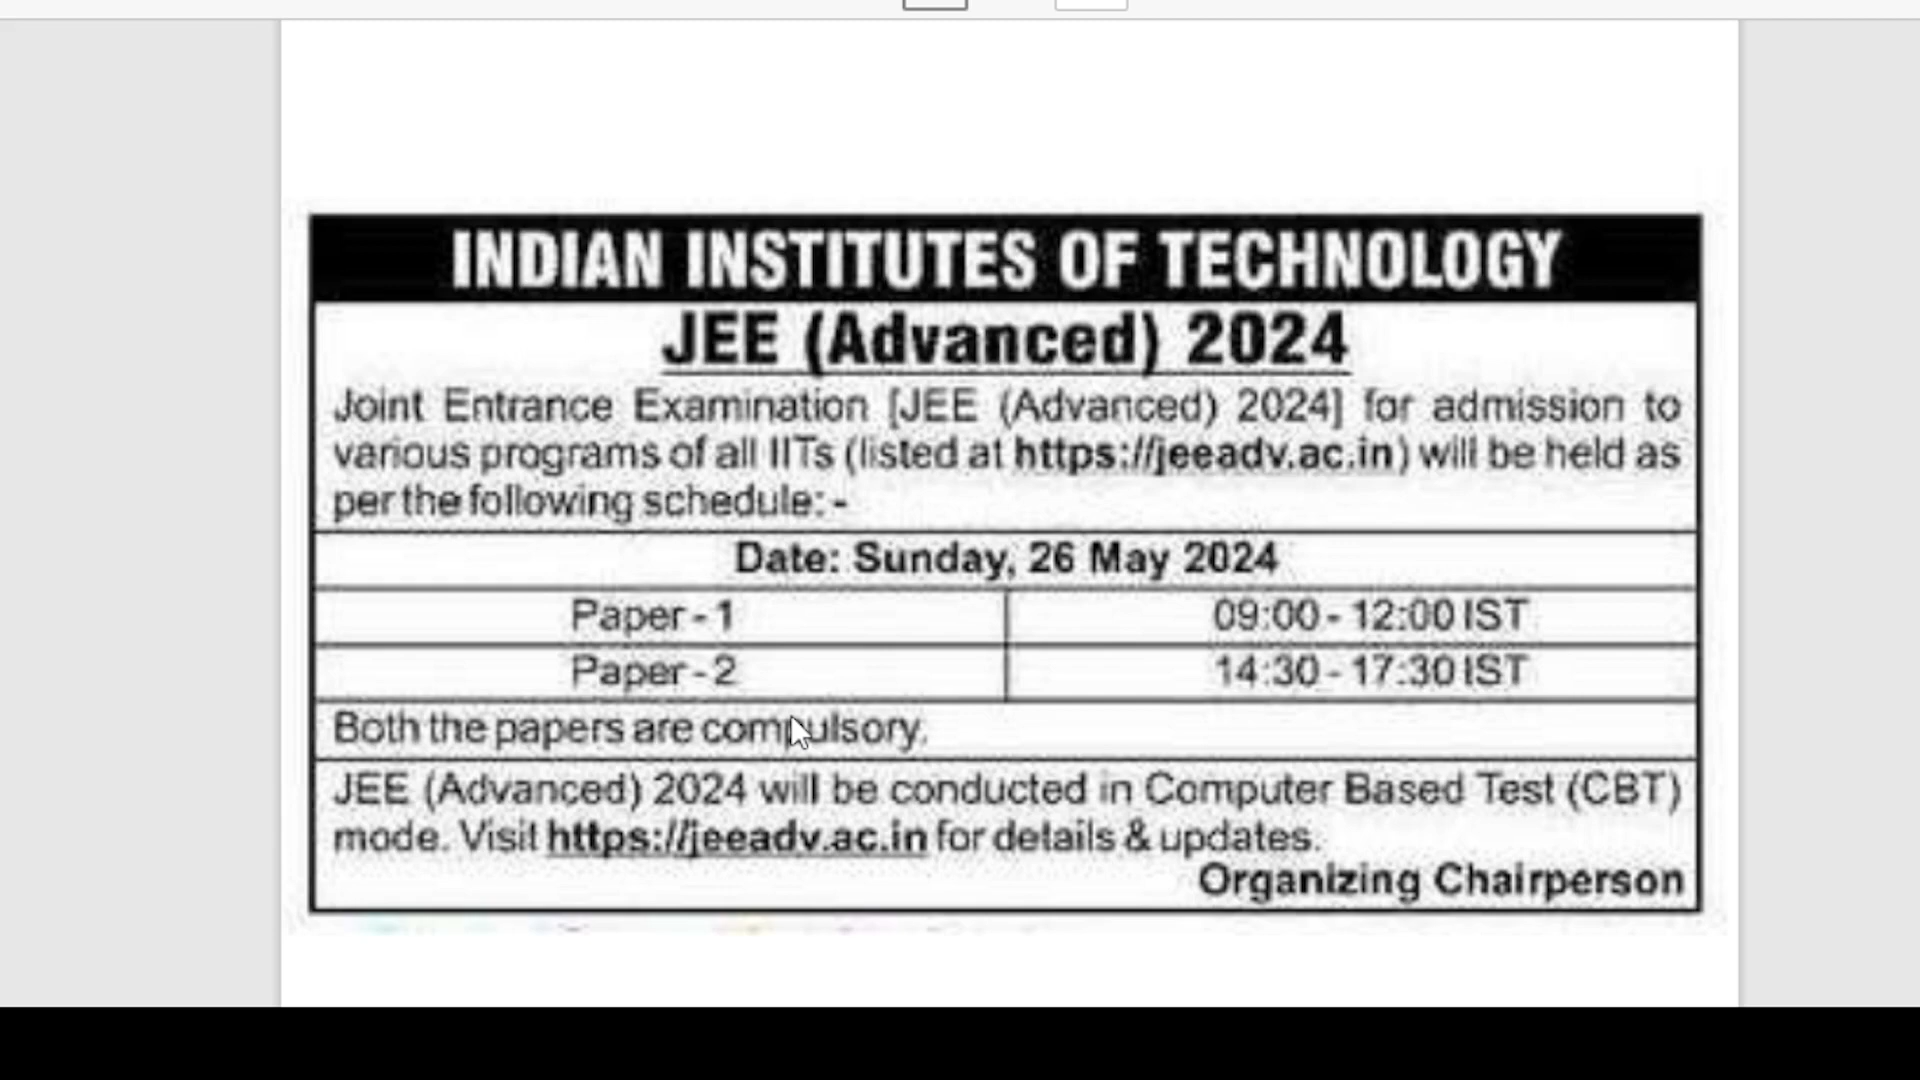 INDIAN INSTITUTES OF TECHNOLOGY
JEE (Advanced) 2024
Joint Entrance Examination [JEE (Advanced) 2024] for admission to
various programs of all IITs (listed at https://jeeadv.ac.in) will be held as
per the following schedule: -
Date: Sunday, 26 May 2024
Paper - 1 09:00 - 12:00 IST
Paper - 2 14:30 - 17:30 IST
Both the papers are compulsory.
JEE (Advanced) 2024 will be conducted in Computer Based Test (CBT)
mode. Visit https://jeeadv.ac.in for details & updates.
Organizing Chairperson